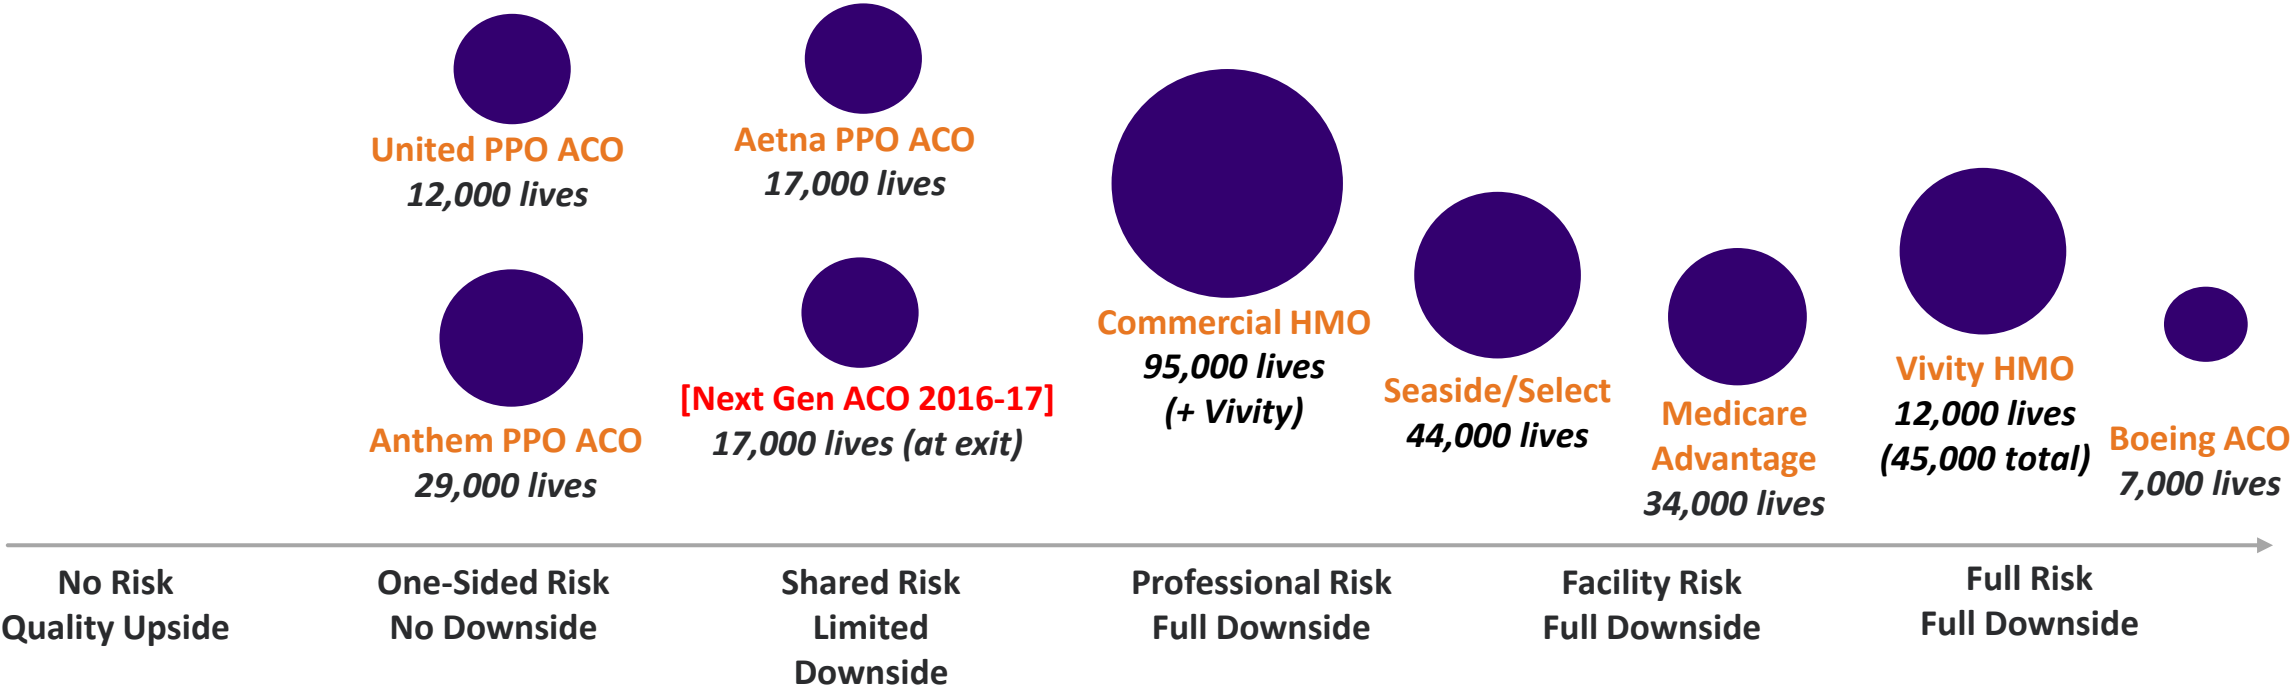 United PPO ACO
12,000 lives
Aetna PPO ACO
17,000 lives
Anthem PPO ACO
29,000 lives
[Next Gen ACO 2016-17]
17,000 lives (at exit)
Commercial HMO
95,000 lives
(+ Vivity)
Seaside/Select
44,000 lives
Medicare
Advantage
34,000 lives
Vivity HMO
12,000 lives
(45,000 total)
Boeing ACO
7,000 lives
No Risk
Quality Upside
One-Sided Risk
No Downside
Shared Risk
Limited
Downside
Professional Risk
Full Downside
Facility Risk
Full Downside
Full Risk
Full Downside